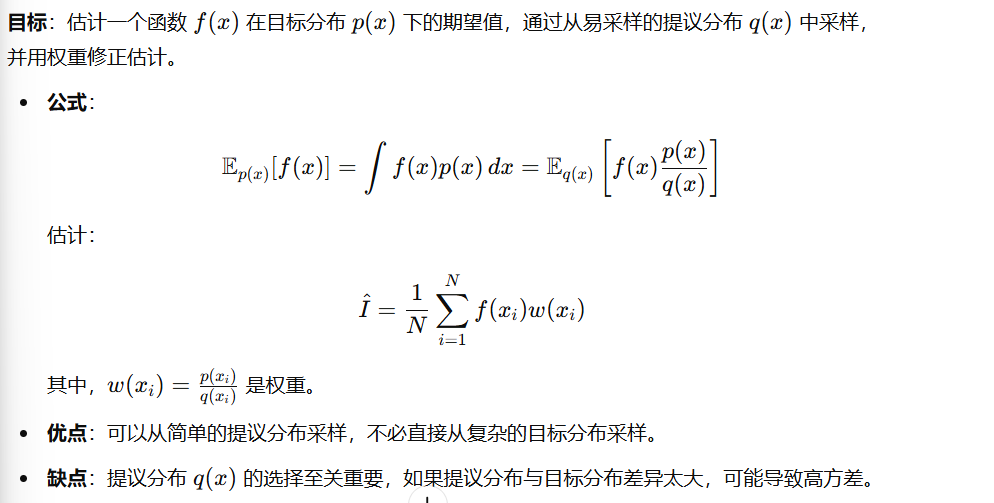 目标：估计一个函数 f(x) 在目标分布 p(x) 下的期望值，通过从易采样的提议分布 q(x) 中采样，
并用权重修正估计。
• 公式：
𝔼_{p(x)}[f(x)] = ∫ f(x)p(x) dx = 𝔼_{q(x)} [ f(x) \frac{p(x)}{q(x)} ]
估计：
\hat{I} = \frac{1}{N} \sum_{i=1}^{N} f(x_i)w(x_i)
其中，w(x_i) = \frac{p(x_i)}{q(x_i)} 是权重。
• 优点：可以从简单的提议分布采样，不必直接从复杂的目标分布采样。
• 缺点：提议分布 q(x) 的选择至关重要，如果提议分布与目标分布差异太大，可能导致高方差。